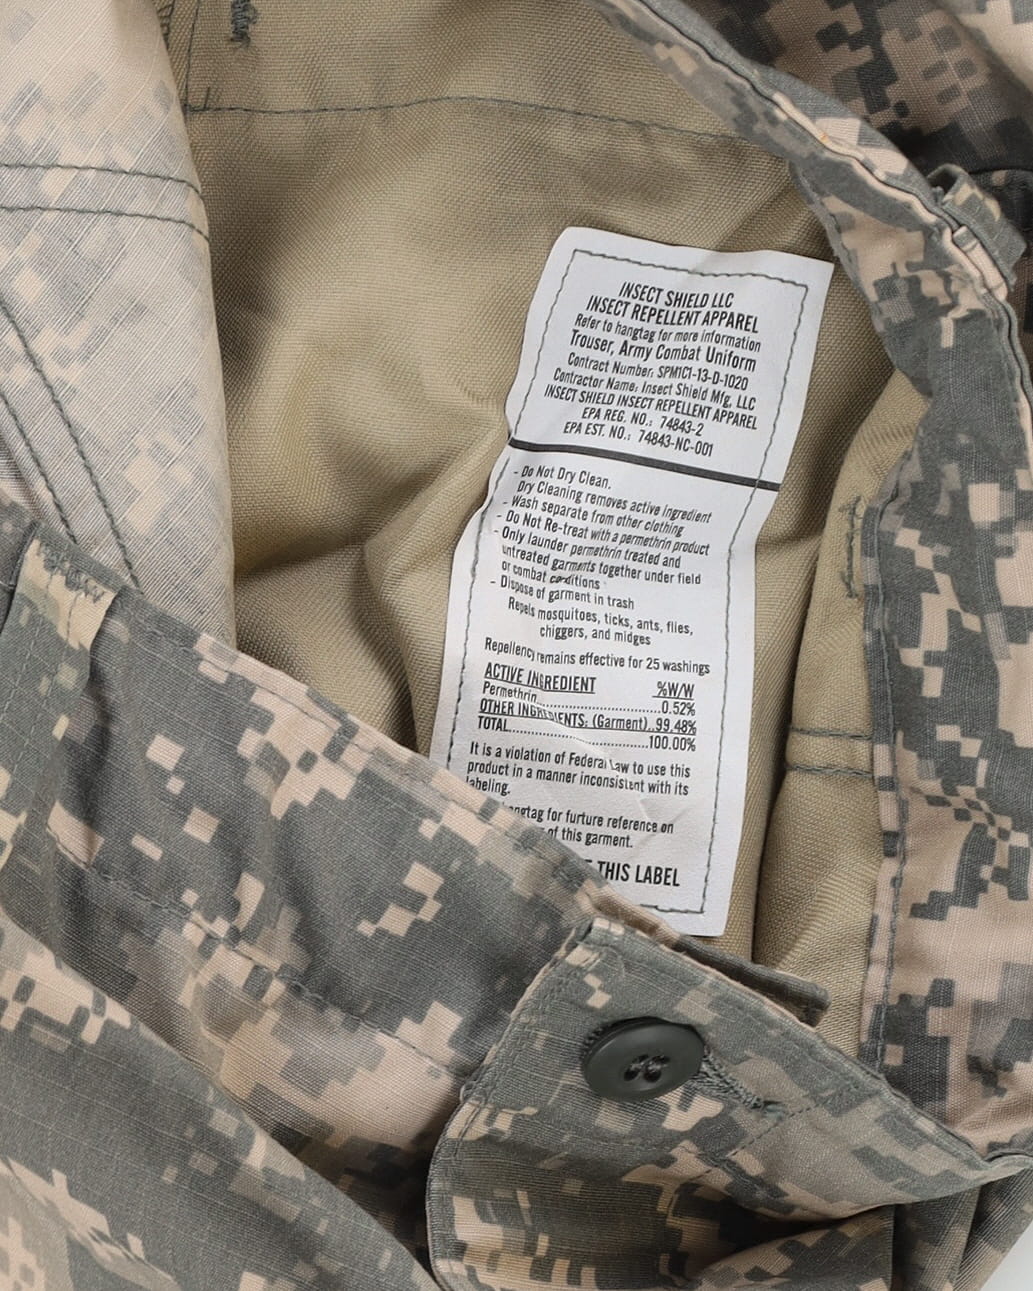 INSECT SHIELD LLC
INSECT REPELLENT APPAREL
Refer to hangtag for more information
Trouser, Army Combat Uniform
Contract Number: SPM1C1-13-D-1020
Contractor Name: Insect Shield Mfg, LLC
INSECT SHIELD INSECT REPELLENT APPAREL
EPA REG. NO.: 74843-2
EPA EST. NO.: 74843-NC-001
- Do Not Dry Clean.
Dry Cleaning removes active ingredient
- Wash separate from other clothing
- Do Not Re-treat with a permethrin product
- Only launder permethrin treated and
untreated garments together under field
or combat conditions
- Dispose of garment in trash
Repels mosquitoes, ticks, ants, flies,
chiggers, and midges
Repellency remains effective for 25 washings
ACTIVE INGREDIENT %W/W
Permethrin..............................0.52%
OTHER INGREDIENTS: (Garment)..99.48%
TOTAL..............................100.00%
It is a violation of Federal Law to use this
product in a manner inconsistent with its
labeling.
for furture reference on
of this garment.
THIS LABEL